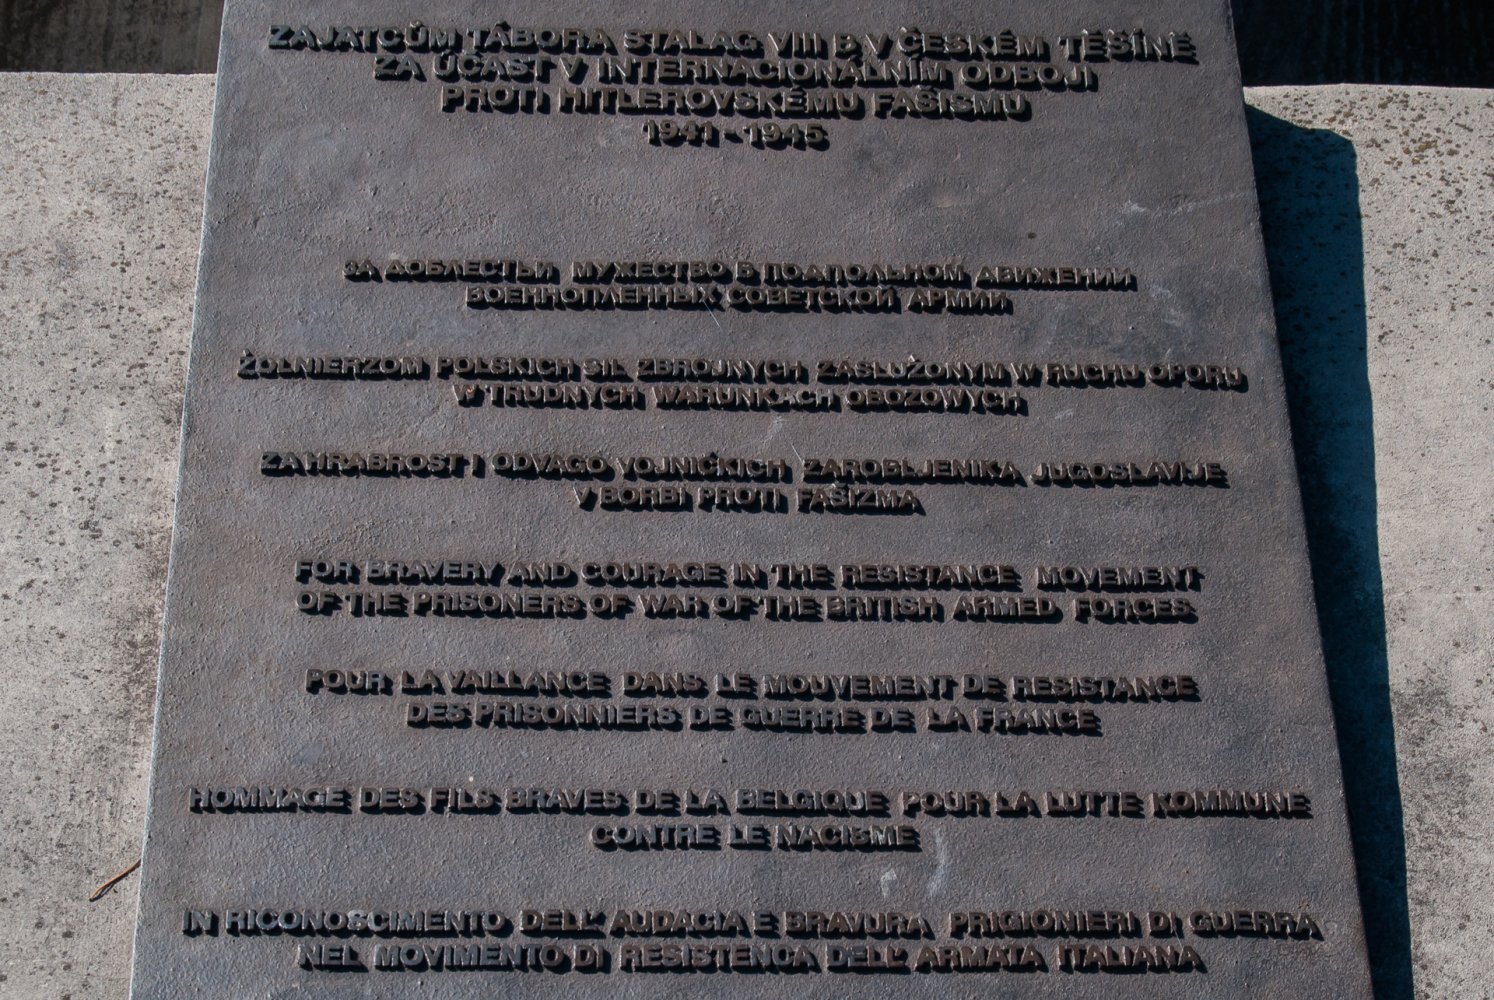 ZAJATCŮM TÁBORA STALAG VIII B V ČESKÉM TĚŠÍNĚ
ZA ÚČAST V INTERNACIONÁLNÍM ODBOJI
PROTI HITLEROVSKÉMU FAŠISMU
1941 - 1945
ЗА ДОБЛЕСТЬ И МУЖЕСТВО В ПОДПОЛЬНОМ ДВИЖЕНИИ
ВОЕННОПЛЕННЫХ СОВЕТСКОЙ АРМИИ
ŻOLNIERZOM POLSKICH SIL ZBROJNYCH ZASLUŻONYM W RUCHU OPORU
W TRUDNYCH WARUNKACH OBOZOWYCH
ZA HRABROST I ODVAGO VOJNIČKICH ZAROBLJENIKA JUGOSLAVIJE
V BORBI PROTI FAŠIZMA
FOR BRAVERY AND COURAGE IN THE RESISTANCE MOVEMENT
OF THE PRISONERS OF WAR OF THE BRITISH ARMED FORCES
POUR LA VAILLANCE DANS LE MOUVEMENT DE RESISTANCE
DES PRISONNIERS DE GUERRE DE LA FRANCE
HOMMAGE DES FILS BRAVES DE LA BELGIQUE POUR LA LUTTE KOMMUNE
CONTRE LE NACISME
IN RICONOSCIMENTO DELL' AUDACIA E BRAVURA PRIGIONIERI DI GUERRA
NEL MOVIMENTO DI RESISTENCA DELL' ARMATA ITALIANA